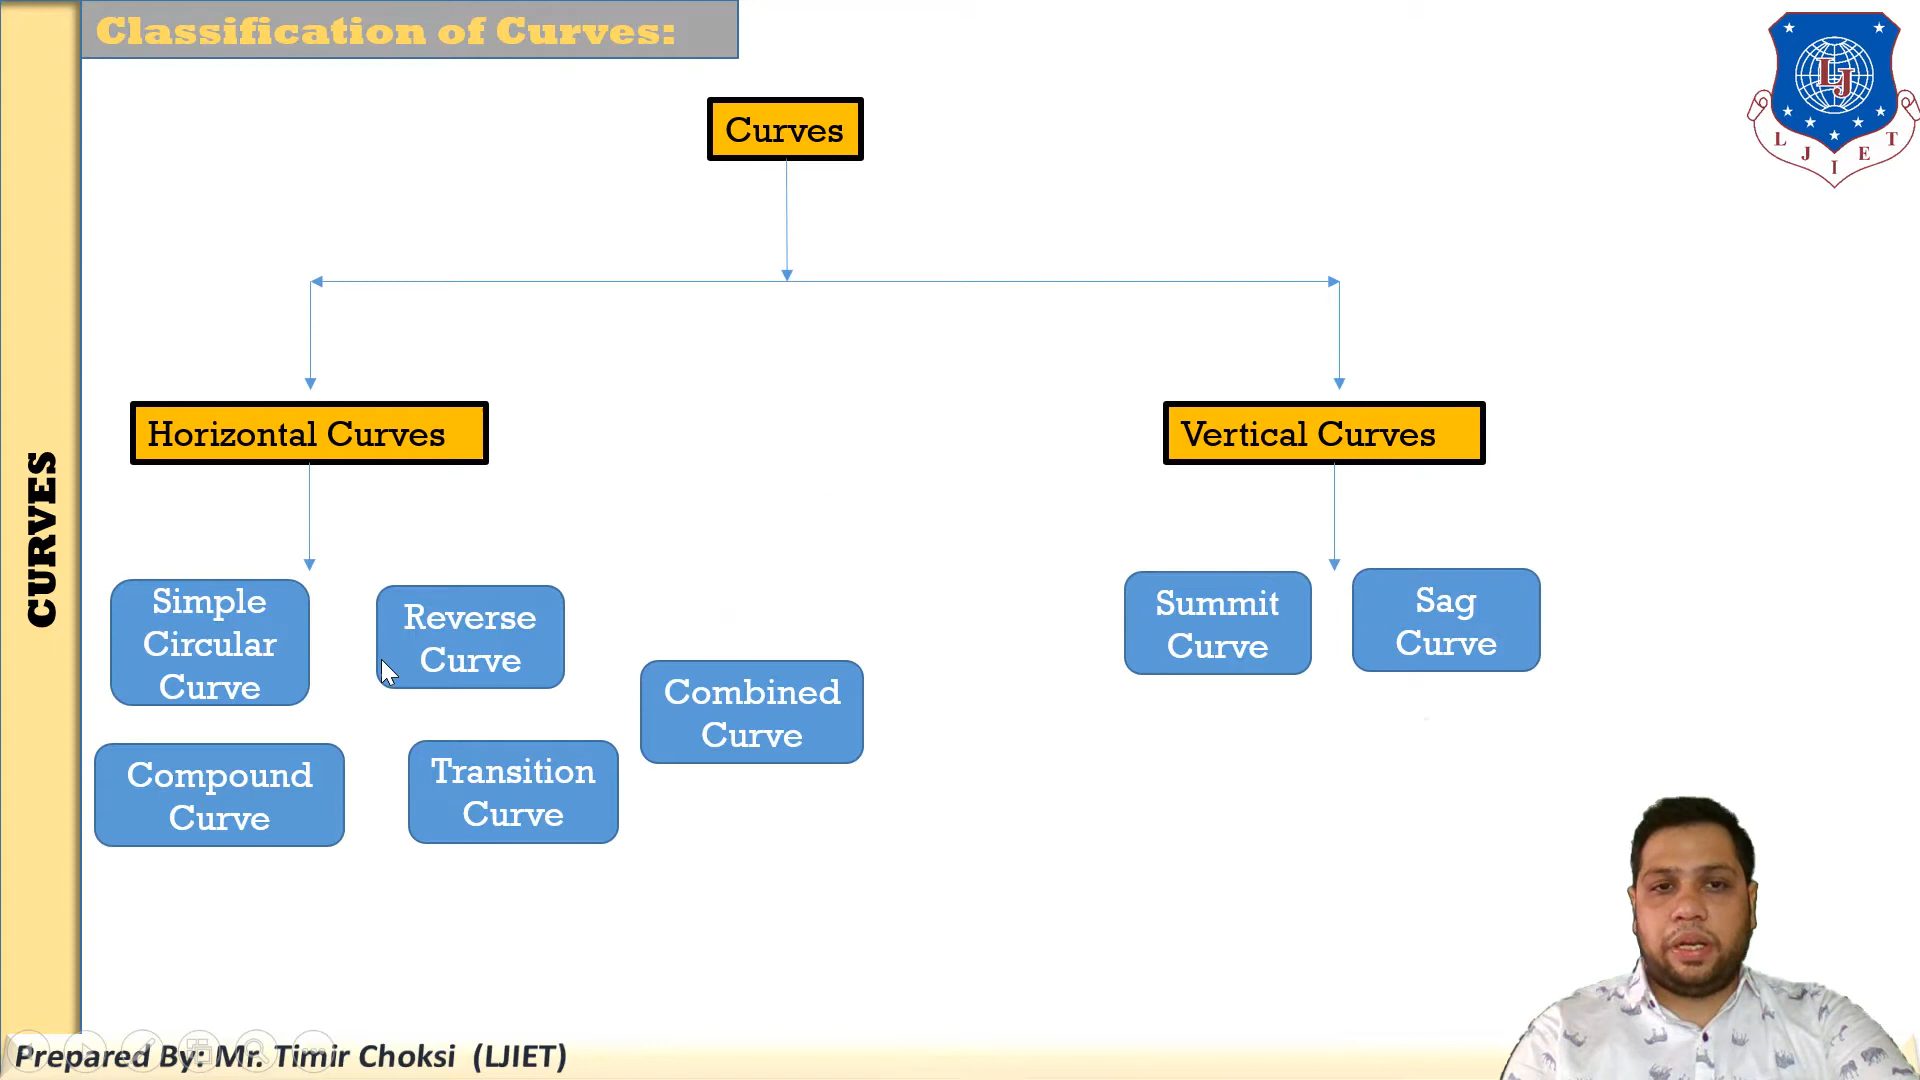 Classification of Curves:
LJ
L J I E T
Curves
Horizontal Curves
Vertical Curves
CURVES
Simple
Circular
Curve
Reverse
Curve
Combined
Curve
Compound
Curve
Transition
Curve
Summit
Curve
Sag
Curve
Prepared By: Mr. Timir Choksi (LJIET)